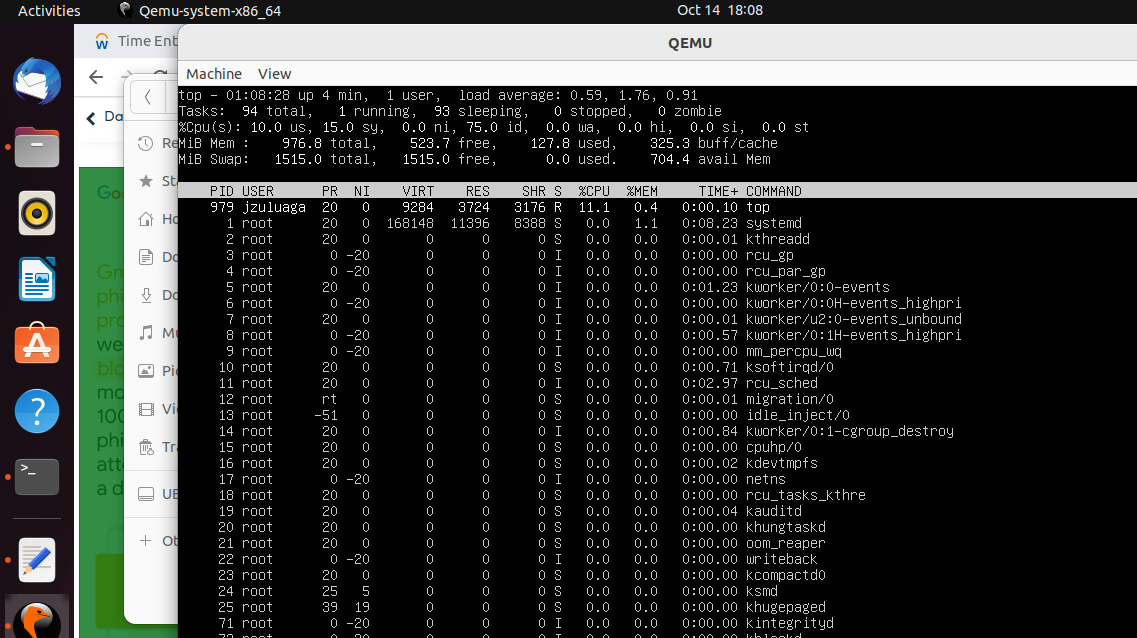 Activities Qemu-system-x86_64 Oct 14 18:08
Time Ent
QEMU
Machine View
Da
Re
Sta
Ho
Do
Do
Mu
Pic
Vi
Tra
UB
Ot
Goo
Gm
phi
pro
we
blo
mo
100
phi
atte
a d
top - 01:08:28 up 4 min,  1 user,  load average: 0.59, 1.76, 0.91
Tasks:  94 total,   1 running,  93 sleeping,   0 stopped,   0 zombie
%Cpu(s): 10.0 us, 15.0 sy,  0.0 ni, 75.0 id,  0.0 wa,  0.0 hi,  0.0 si,  0.0 st
MiB Mem :    976.8 total,    523.7 free,    127.8 used,    325.3 buff/cache
MiB Swap:   1515.0 total,   1515.0 free,      0.0 used.    704.4 avail Mem
PID USER      PR  NI    VIRT    RES    SHR S  %CPU  %MEM     TIME+ COMMAND
979 jzuluaga  20   0    9284   3724   3176 R  11.1   0.4   0:00.10 top
1 root      20   0  168148  11396   8388 S   0.0   1.1   0:08.23 systemd
2 root      20   0       0      0      0 S   0.0   0.0   0:00.01 kthreadd
3 root       0 -20       0      0      0 I   0.0   0.0   0:00.00 rcu_gp
4 root       0 -20       0      0      0 I   0.0   0.0   0:00.00 rcu_par_gp
5 root      20   0       0      0      0 I   0.0   0.0   0:01.23 kworker/0:0-events
6 root       0 -20       0      0      0 I   0.0   0.0   0:00.00 kworker/0:0H-events_highpri
7 root      20   0       0      0      0 I   0.0   0.0   0:00.01 kworker/u2:0-events_unbound
8 root       0 -20       0      0      0 I   0.0   0.0   0:00.57 kworker/0:1H-events_highpri
9 root       0 -20       0      0      0 I   0.0   0.0   0:00.00 mm_percpu_wq
10 root      20   0       0      0      0 S   0.0   0.0   0:00.71 ksoftirqd/0
11 root      20   0       0      0      0 I   0.0   0.0   0:02.97 rcu_sched
12 root      rt   0       0      0      0 S   0.0   0.0   0:00.01 migration/0
13 root     -51   0       0      0      0 S   0.0   0.0   0:00.00 idle_inject/0
14 root      20   0       0      0      0 I   0.0   0.0   0:00.84 kworker/0:1-cgroup_destroy
15 root      20   0       0      0      0 S   0.0   0.0   0:00.00 cpuhp/0
16 root      20   0       0      0      0 S   0.0   0.0   0:00.02 kdevtmpfs
17 root       0 -20       0      0      0 I   0.0   0.0   0:00.00 netns
18 root      20   0       0      0      0 S   0.0   0.0   0:00.00 rcu_tasks_kthre
19 root      20   0       0      0      0 S   0.0   0.0   0:00.04 kauditd
20 root      20   0       0      0      0 S   0.0   0.0   0:00.00 khungtaskd
21 root      20   0       0      0      0 S   0.0   0.0   0:00.00 oom_reaper
22 root       0 -20       0      0      0 I   0.0   0.0   0:00.00 writeback
23 root      20   0       0      0      0 S   0.0   0.0   0:00.00 kcompactd0
24 root      25   5       0      0      0 S   0.0   0.0   0:00.00 ksmd
25 root      39  19       0      0      0 S   0.0   0.0   0:00.00 khugepaged
71 root       0 -20       0      0      0 I   0.0   0.0   0:00.00 kintegrityd